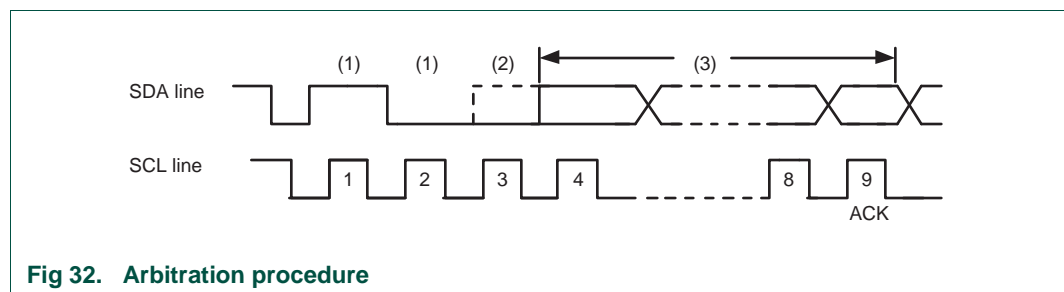 (1) (1) (2) (3)
SDA line
SCL line
1 2 3 4 8 9
ACK
Fig 32. Arbitration procedure